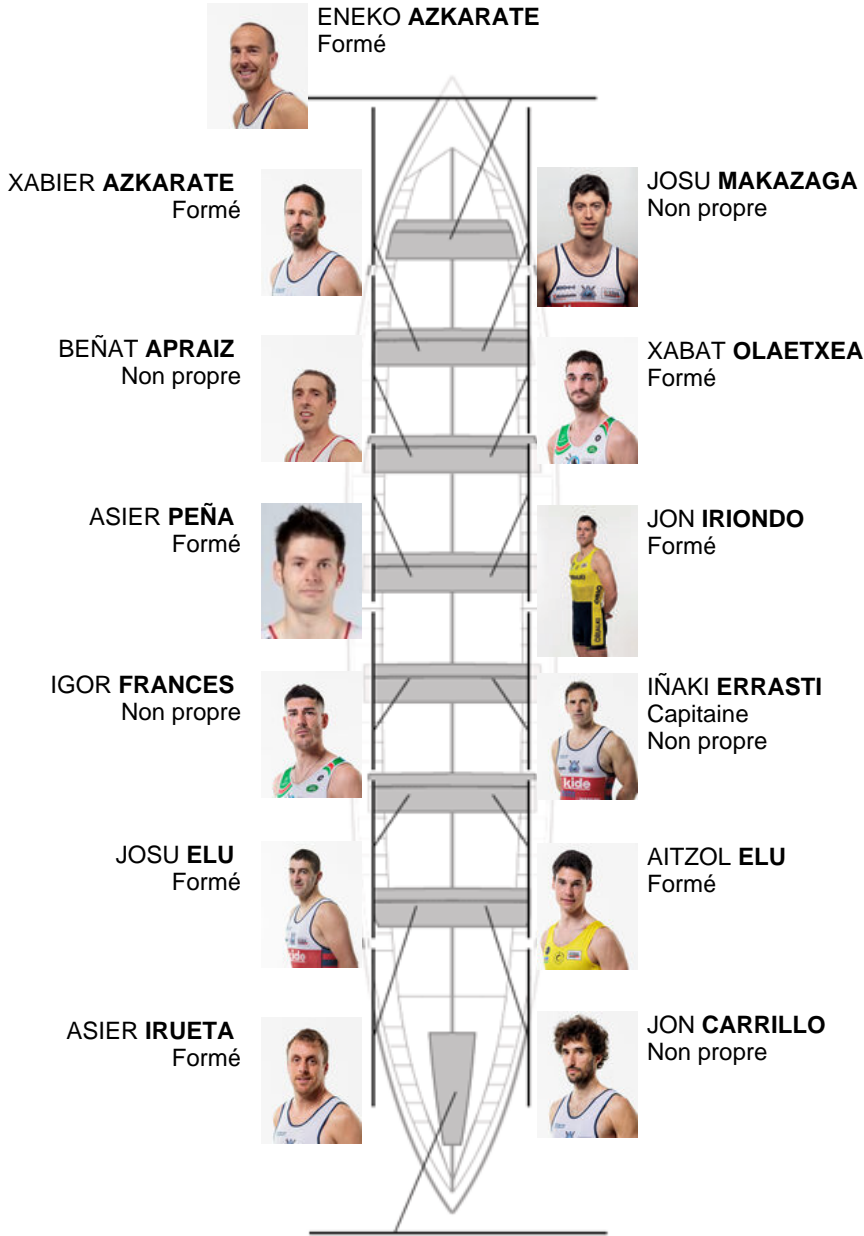 ENEKO AZKARATE
Formé
XABIER AZKARATE
Formé
JOSU MAKAZAGA
Non propre
BEÑAT APRAIZ
Non propre
XABAT OLAETXEA
Formé
ASIER PEÑA
Formé
JON IRIONDO
Formé
IGOR FRANCES
Non propre
IÑAKI ERRASTI
Capitaine
Non propre
kide
JOSU ELU
Formé
AITZOL ELU
Formé
ASIER IRUETA
Formé
JON CARRILLO
Non propre